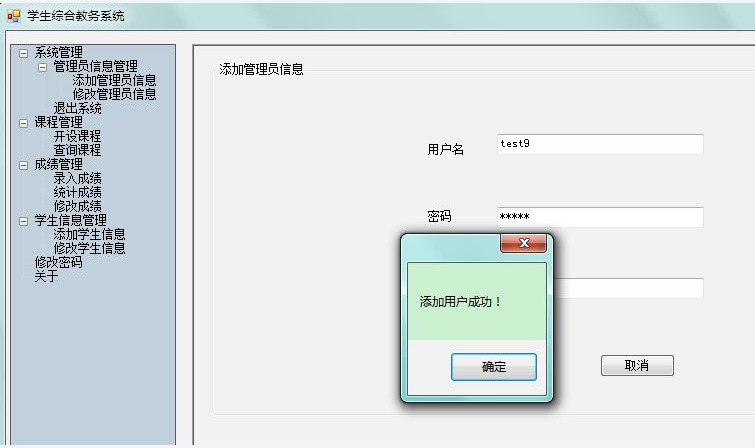 学生综合教务系统
系统管理
管理员信息管理
添加管理员信息
修改管理员信息
退出系统
课程管理
开设课程
查询课程
成绩管理
录入成绩
统计成绩
修改成绩
学生信息管理
添加学生信息
修改学生信息
修改密码
关于
添加管理员信息
用户名
test9
密码
*****
添加用户成功！
确定
取消